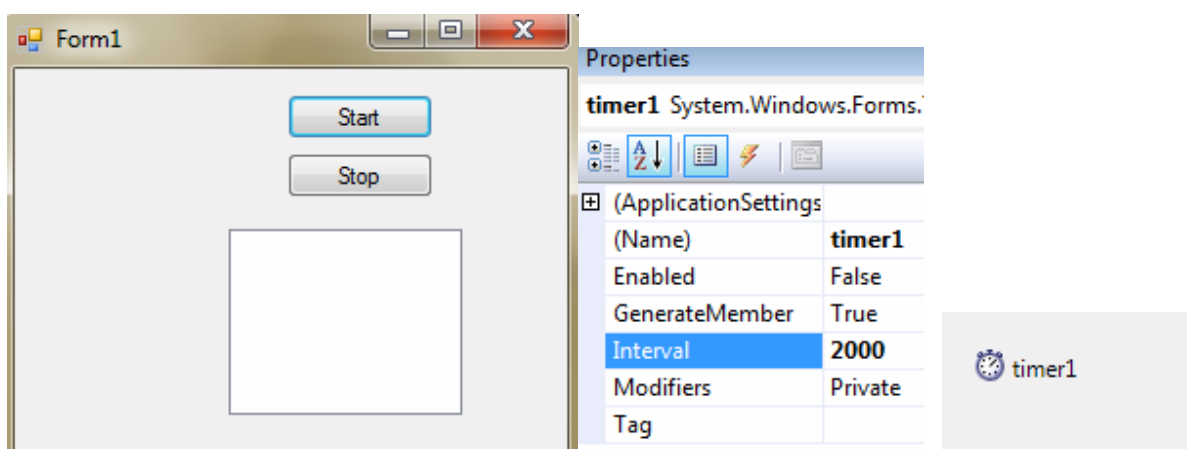 Form1
Start
Stop
Properties
timer1 System.Windows.Forms.
(ApplicationSettings
(Name) timer1
Enabled False
GenerateMember True
Interval 2000
Modifiers Private
Tag
timer1